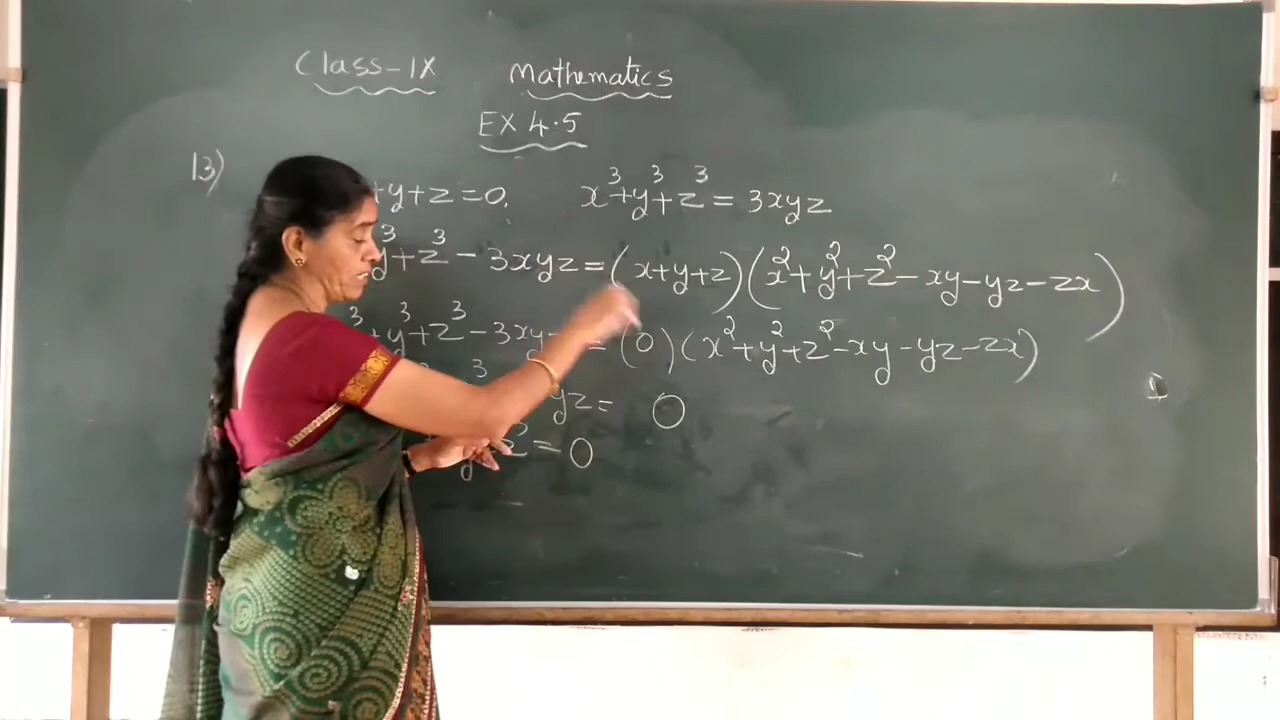 Class-IX Mathematics
EX 4.5
13) +y+z=0, x³+y³+z³=3xyz
³+z³-3xyz=(x+y+z)(x²+y²+z²-xy-yz-zx)
³+y³+z³-3xy =(0)(x²+y²+z²-xy-yz-zx)
³ yz= 0
=0